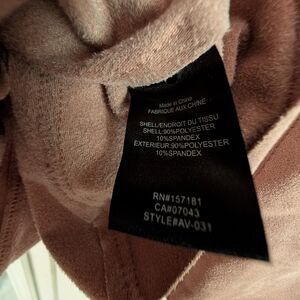 Made in China
FABRIQUE AUX CHINE
SHELL/ENDROIT DU TISSU
SHELL:90%POLYESTER
10%SPANDEX
EXTERIEUR:90%POLYESTER
10%SPANDEX
RN#157181
CA#07043
STYLE#AV-031